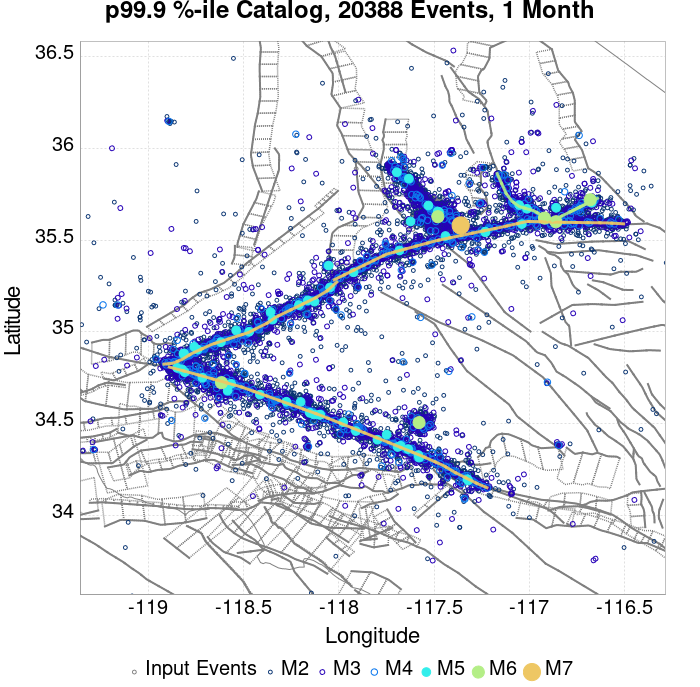 p99.9 %-ile Catalog, 20388 Events, 1 Month
36.5
36
35.5
35
34.5
34
Latitude
-119 -118.5 -118 -117.5 -117 -116.5
Longitude
Input Events M2 M3 M4 M5 M6 M7